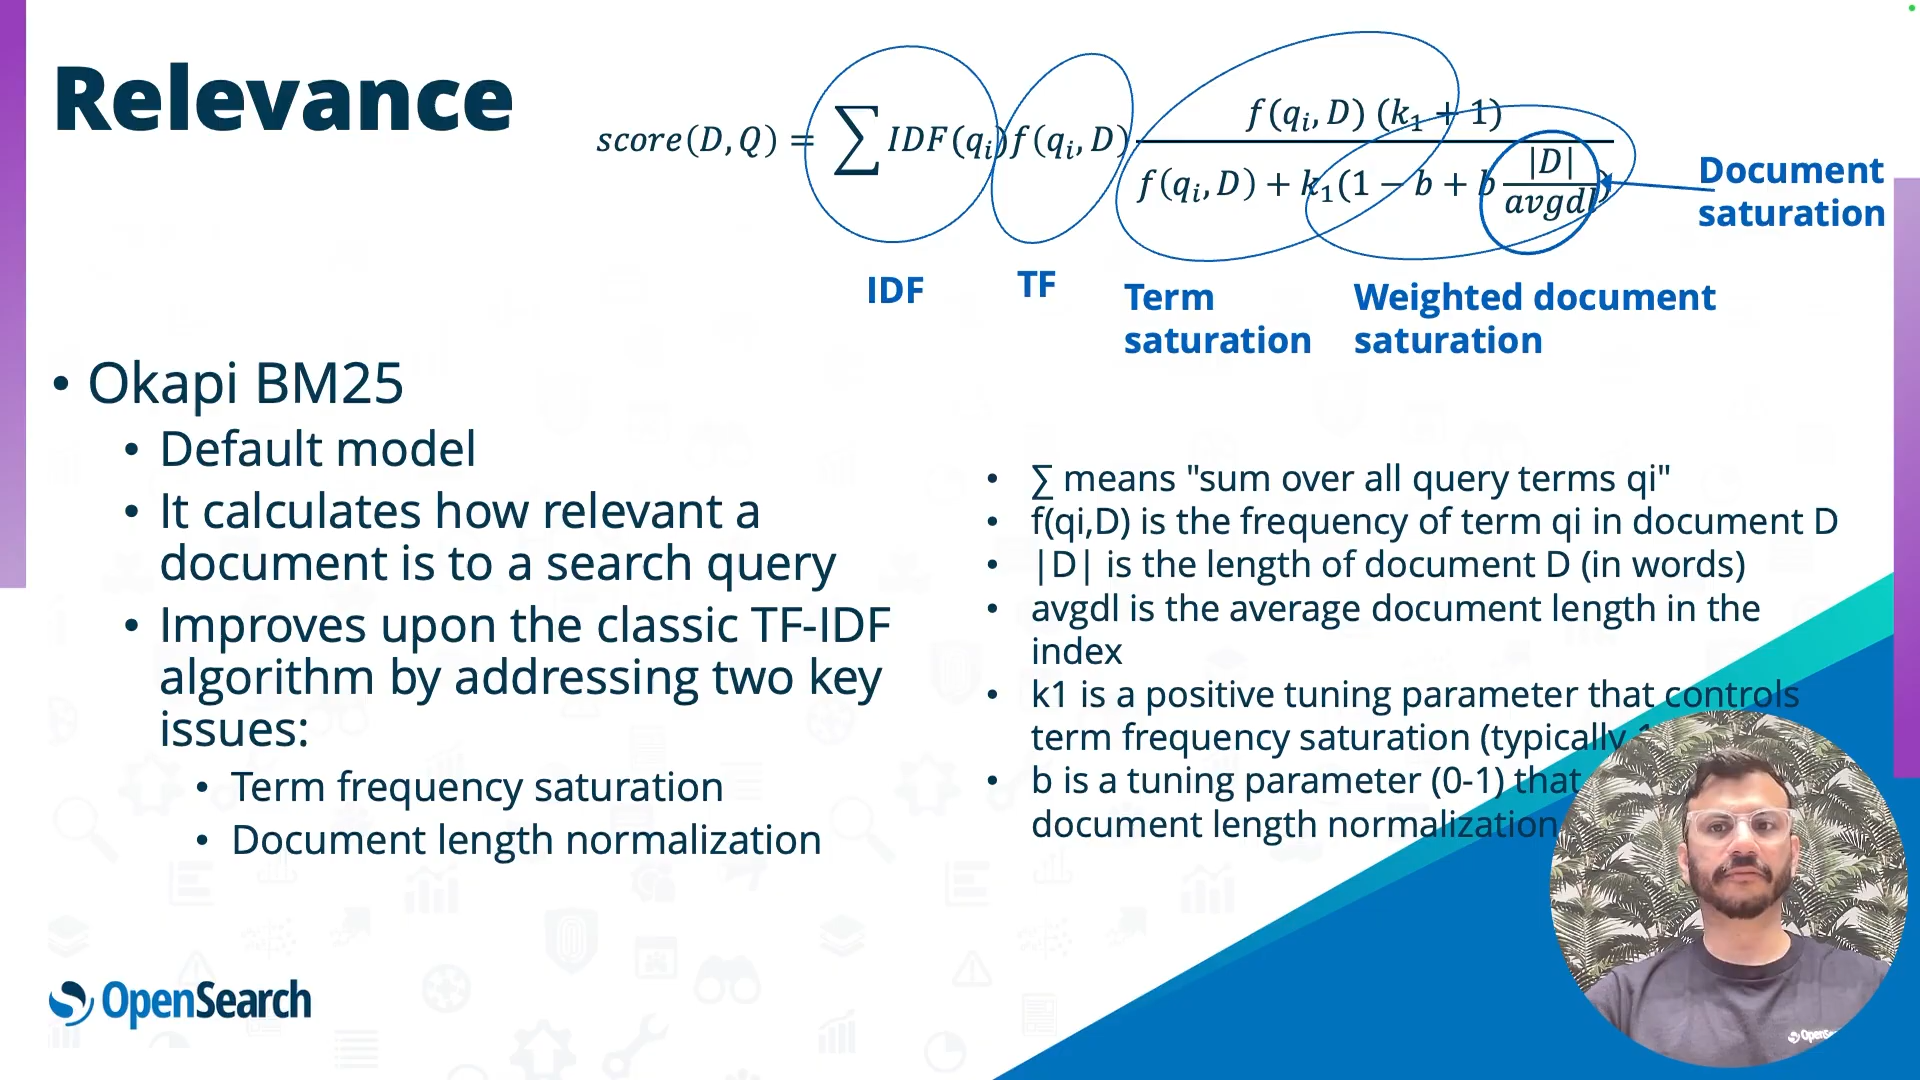 Relevance
score(D, Q) = ∑ IDF(qᵢ)f(qᵢ, D) f(qᵢ, D) (k₁ + 1) / f(qᵢ, D) + k₁(1 − b + b |D| / avgdl)
Document
saturation
IDF
TF
Term
saturation
Weighted document
saturation
• Okapi BM25
• Default model
• It calculates how relevant a
document is to a search query
• Improves upon the classic TF-IDF
algorithm by addressing two key
issues:
• Term frequency saturation
• Document length normalization
• ∑ means "sum over all query terms qi"
• f(qi,D) is the frequency of term qi in document D
• |D| is the length of document D (in words)
• avgdl is the average document length in the
index
• k1 is a positive tuning parameter that controls
term frequency saturation (typically
• b is a tuning parameter (0-1) that
document length normalization
OpenSearch